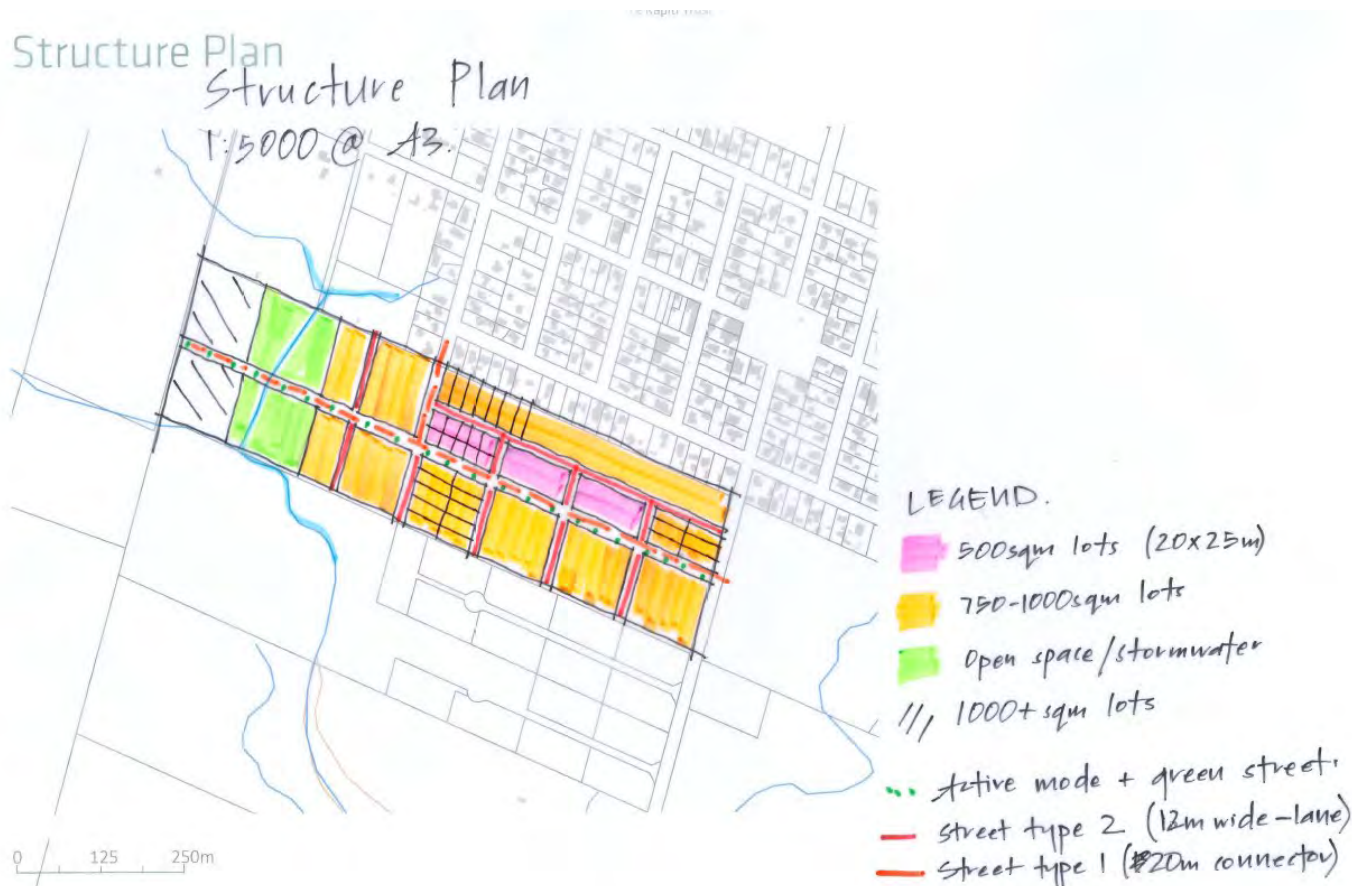 Structure Plan
Structure Plan
1:5000 @ A3.
LEGEND.
500sqm lots (20x25m)
750-1000sqm lots
Open space/stormwater
1000+ sqm lots
Active mode + green street.
Street type 2 (12m wide-lane)
Street type 1 (20m connector)
0 125 250m